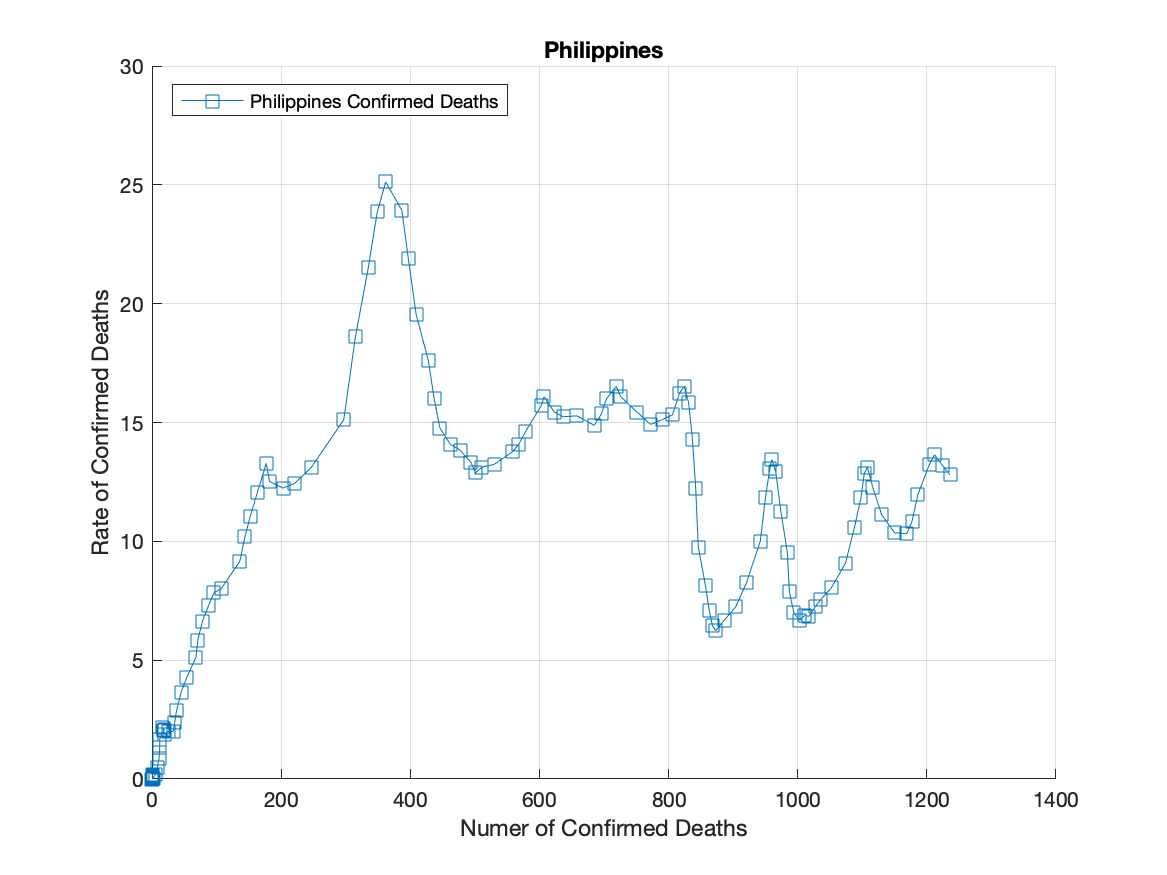 Philippines
Philippines Confirmed Deaths
Rate of Confirmed Deaths
30
25
20
15
10
5
0
0 200 400 600 800 1000 1200 1400
Numer of Confirmed Deaths